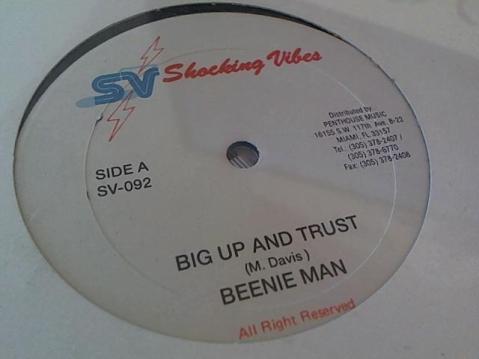 SV Shocking Vibes
Distributed by
PENTHOUSE MUSIC
16155 S.W. 117th Ave. B-22
MIAMI, FL 33157
Tel.: (305) 378-2407 /
(305) 378-6770
Fax: (305) 378-2408
SIDE A
SV-092
BIG UP AND TRUST
(M. Davis)
BEENIE MAN
All Right Reserved